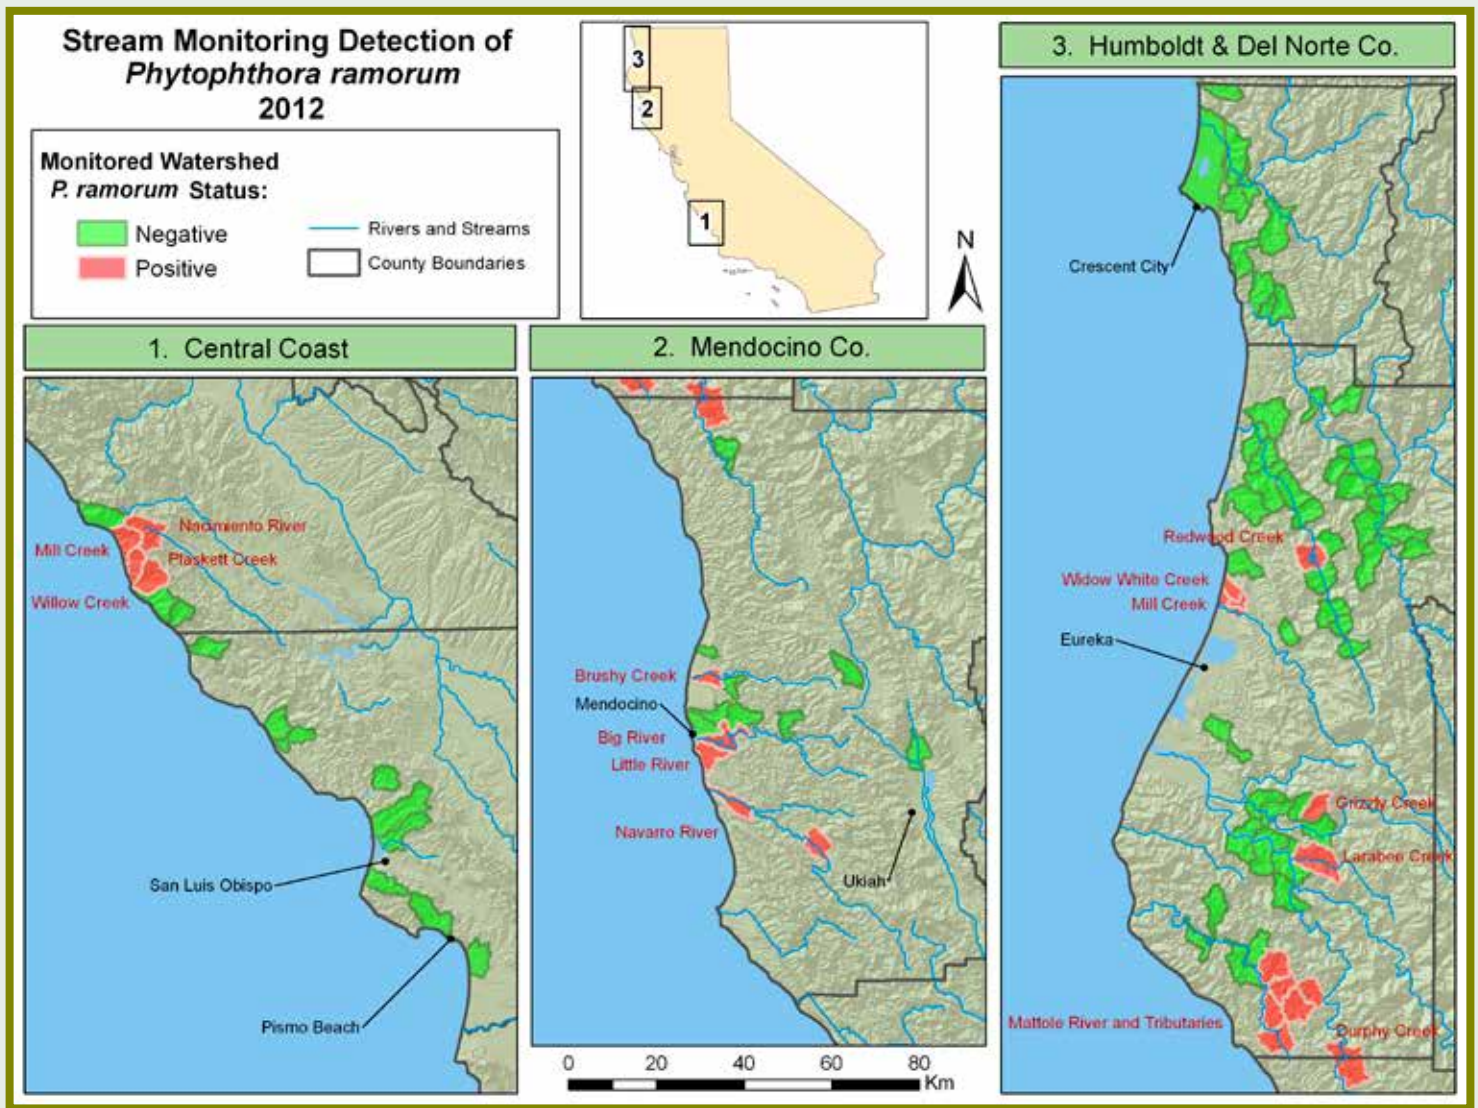 Stream Monitoring Detection of
Phytophthora ramorum
2012
Monitored Watershed
P. ramorum Status:
Negative
Positive
Rivers and Streams
County Boundaries
3
2
1
N
1. Central Coast
Nacimiento River
Mill Creek
Plaskett Creek
Willow Creek
San Luis Obispo
Pismo Beach
2. Mendocino Co.
Brushy Creek
Mendocino
Big River
Little River
Navarro River
Ukiah
0 20 40 60 80
Km
3. Humboldt & Del Norte Co.
Crescent City
Redwood Creek
Widow White Creek
Mill Creek
Eureka
Grizzly Creek
Larabee Creek
Mattole River and Tributaries
Durphy Creek